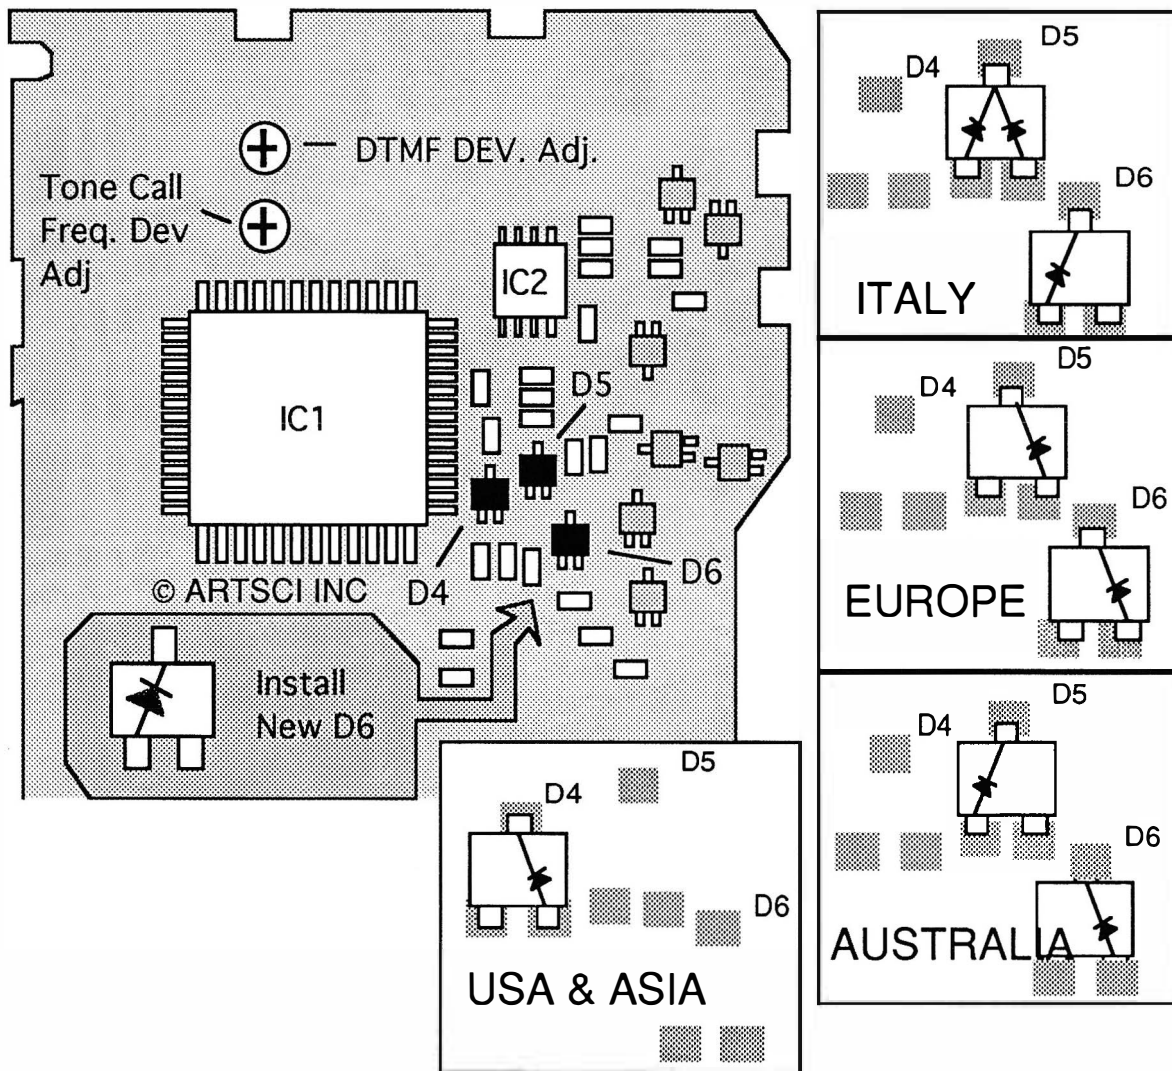 DTMF DEV. Adj.
Tone Call
Freq. Dev
Adj
IC2
IC1
D5
D4
D6
© ARTSCI INC
Install
New D6
D5
D4
D6
ITALY
D5
D4
D6
EUROPE
D5
D4
D6
AUSTRALIA
D5
D4
D6
USA & ASIA